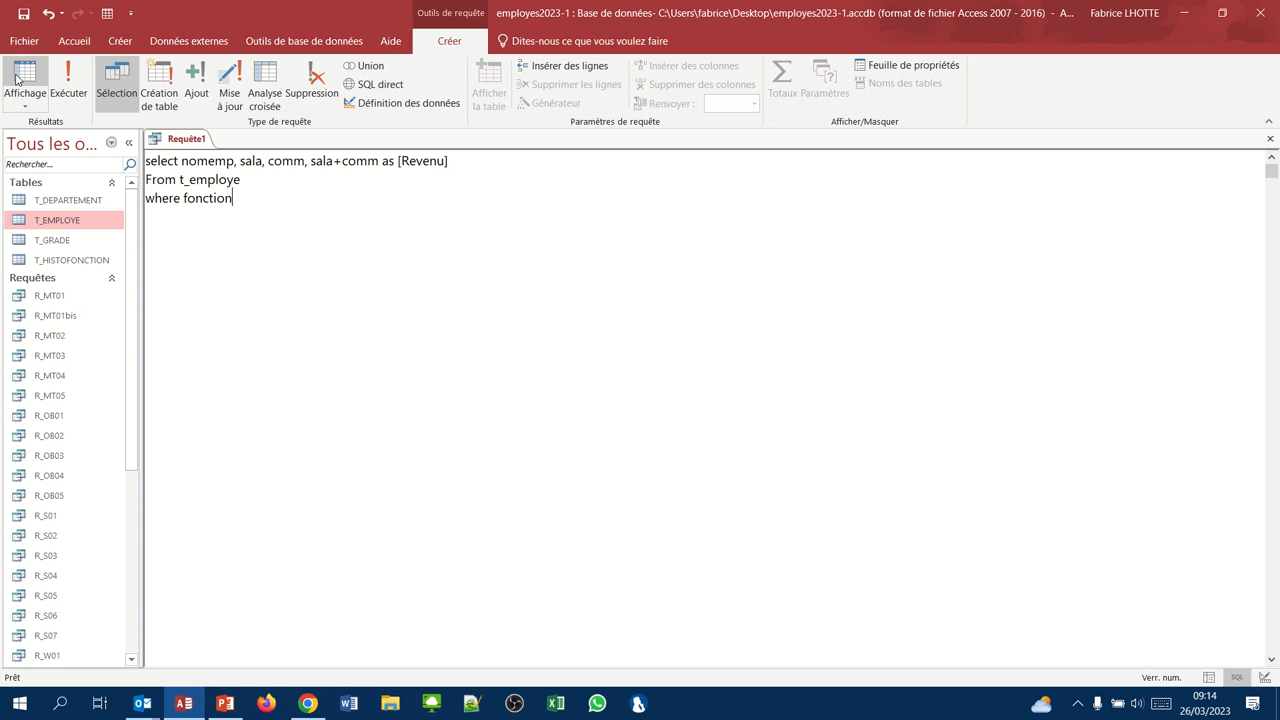 Outils de requête
employes2023-1 : Base de données- C:\Users\fabrice\Desktop\employes2023-1.accdb (format de fichier Access 2007 - 2016) - A...
Fabrice LHOTTE
Fichier
Accueil
Créer
Données externes
Outils de base de données
Aide
Créer
Dites-nous ce que vous voulez faire
Affichage
Exécuter
Résultats
Sélection
Création de table
Ajout
Mise à jour
Analyse croisée
Suppression
Union
SQL direct
Définition des données
Type de requête
Afficher la table
Insérer des lignes
Supprimer les lignes
Générateur
Insérer des colonnes
Supprimer des colonnes
Renvoyer :
Paramètres de requête
Totaux
Paramètres
Feuille de propriétés
Noms des tables
Afficher/Masquer
Tous les o...
Rechercher...
Tables
T_DEPARTEMENT
T_EMPLOYE
T_GRADE
T_HISTOFONCTION
Requêtes
R_MT01
R_MT01bis
R_MT02
R_MT03
R_MT04
R_MT05
R_OB01
R_OB02
R_OB03
R_OB04
R_OB05
R_S01
R_S02
R_S03
R_S04
R_S05
R_S06
R_S07
R_W01
Requête1
select nomemp, sala, comm, sala+comm as [Revenu]
From t_employe
where fonction
Prêt
Verr. num.
SQL
09:14
26/03/2023